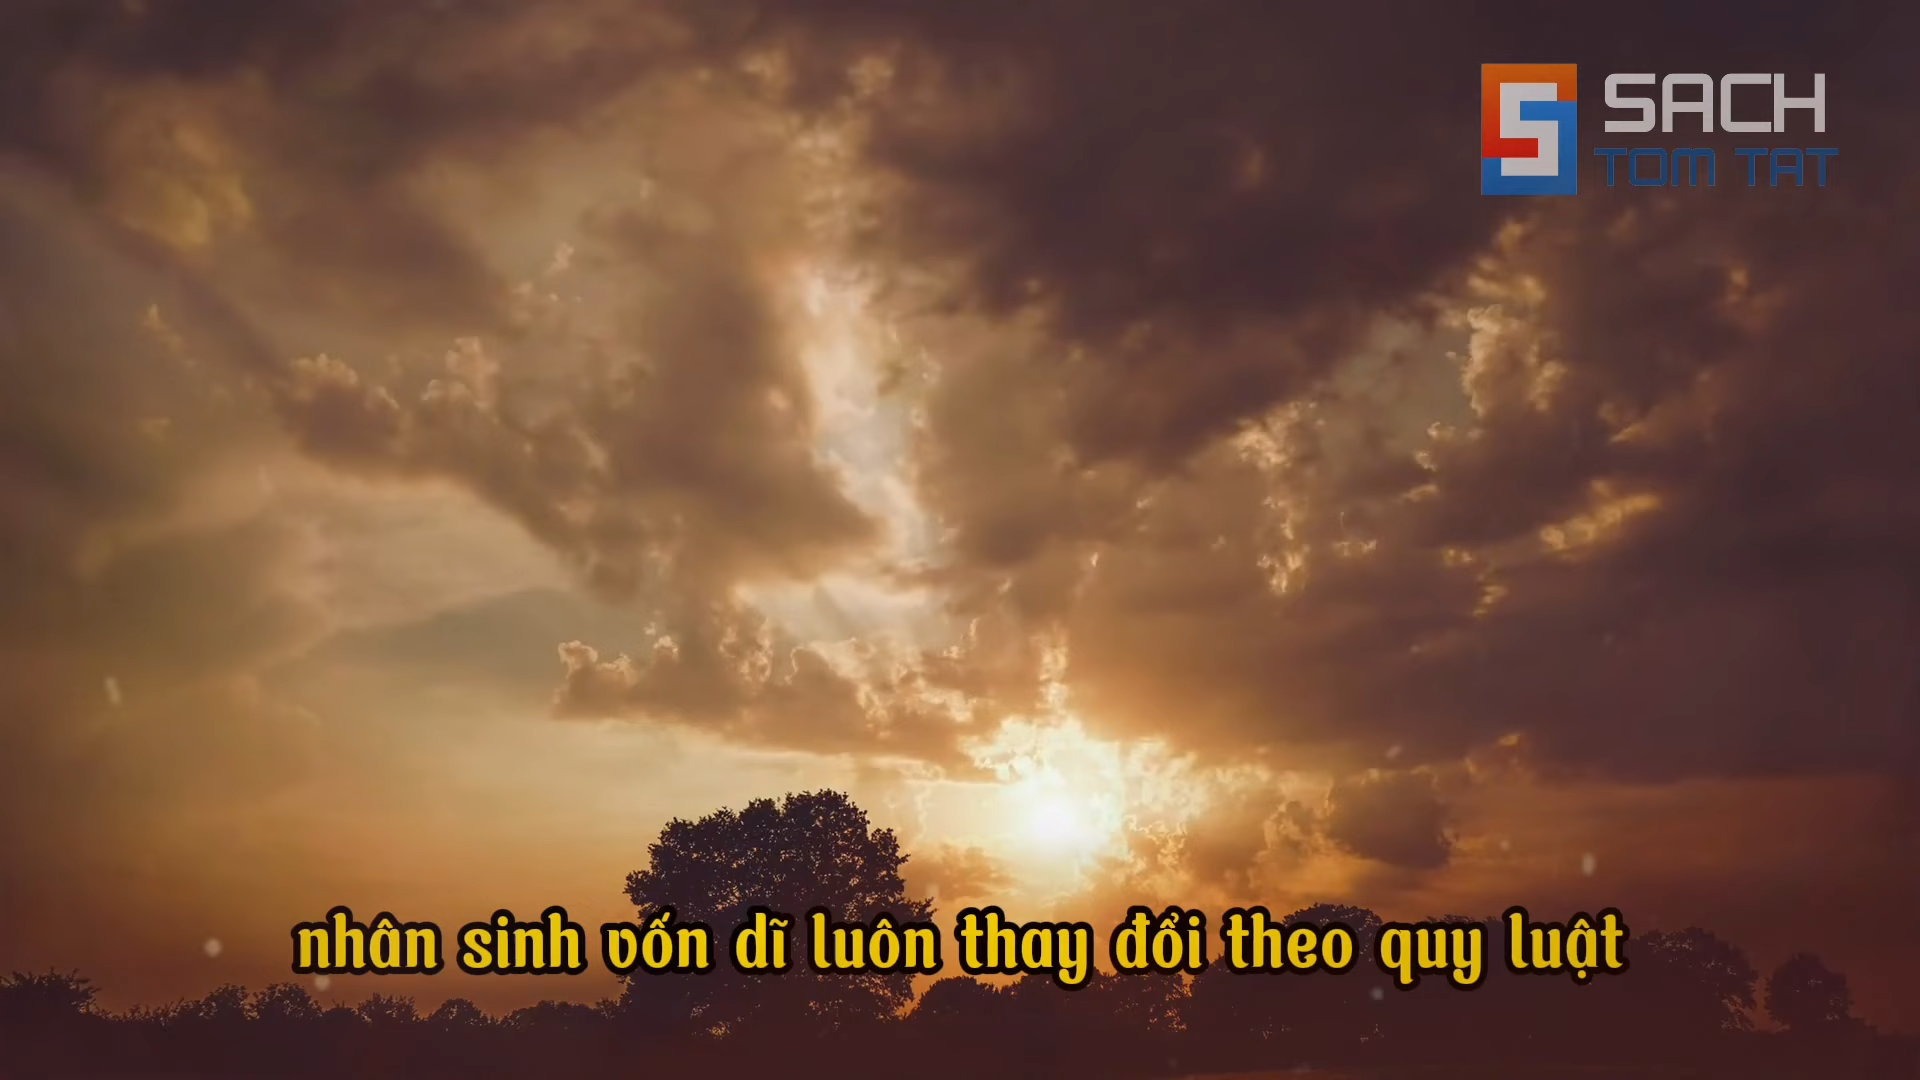 SACH
TOM TAT
nhân sinh vốn dĩ luôn thay đổi theo quy luật